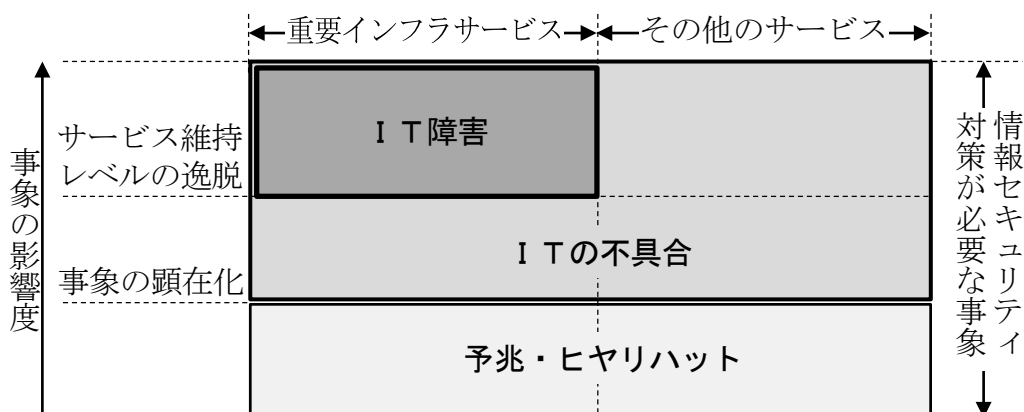 重要インフラサービス
その他のサービス
サービス維持
レベルの逸脱
事象の顕在化
事象の影響度
ＩＴ障害
ＩＴの不具合
予兆・ヒヤリハット
情報セキュリティ
対策が必要な事象